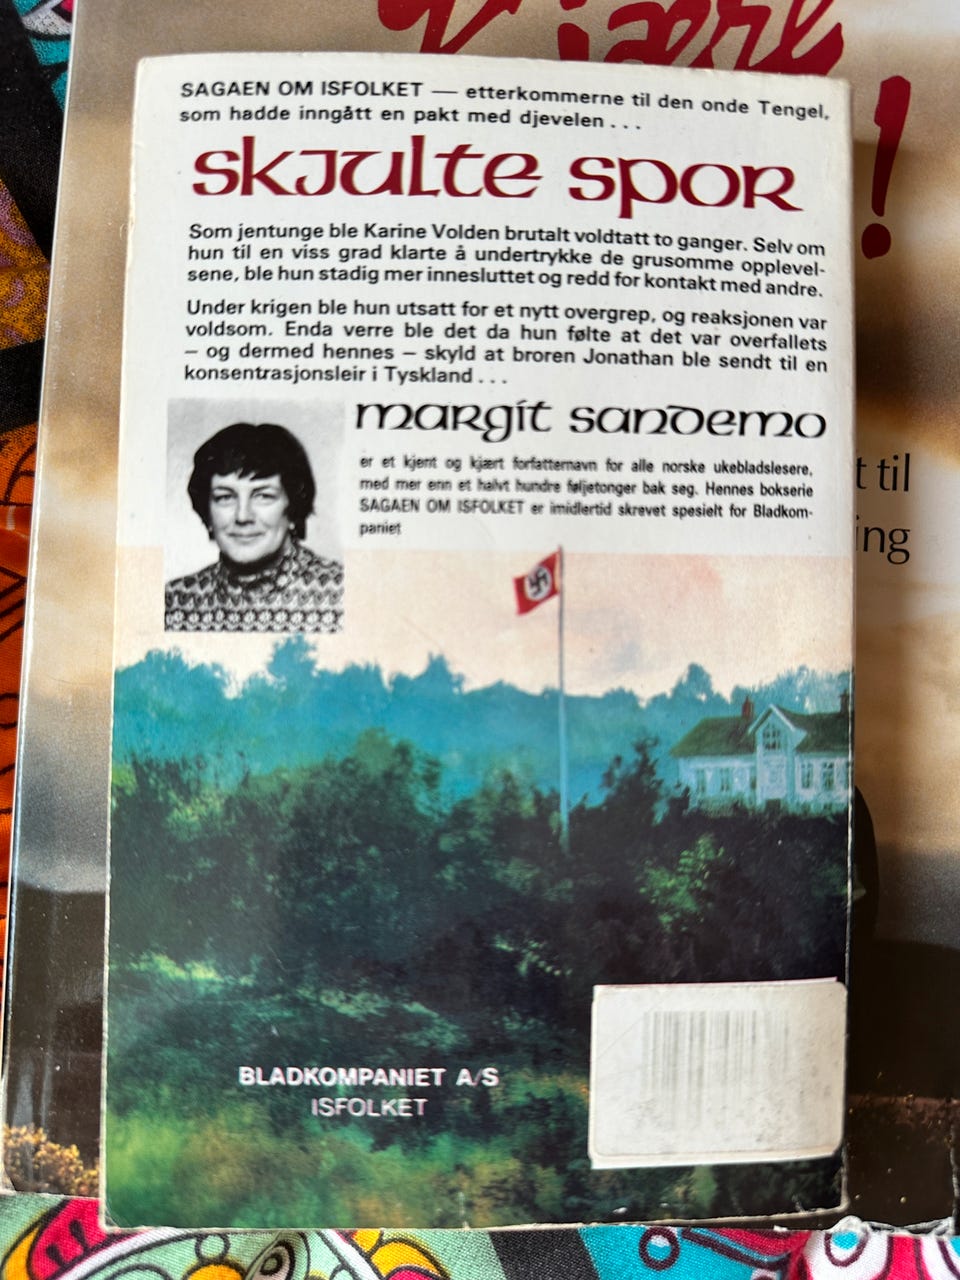 Kjære
!
SAGAEN OM ISFOLKET — etterkommerne til den onde Tengel,
som hadde inngått en pakt med djevelen . . .
SKJULTE SPOR
Som jentunge ble Karine Volden brutalt voldtatt to ganger. Selv om
hun til en viss grad klarte å undertrykke de grusomme opplevel-
sene, ble hun stadig mer innesluttet og redd for kontakt med andre.
Under krigen ble hun utsatt for et nytt overgrep, og reaksjonen var
voldsom. Enda verre ble det da hun følte at det var overfallets
– og dermed hennes – skyld at broren Jonathan ble sendt til en
konsentrasjonsleir i Tyskland . . .
margit sandemo
er et kjent og kjært forfatternavn for alle norske ukebladslesere,
med mer enn et halvt hundre føljetonger bak seg. Hennes bokserie
SAGAEN OM ISFOLKET er imidlertid skrevet spesielt for Bladkom-
paniet
t til
ing
BLADKOMPANIET A/S
ISFOLKET